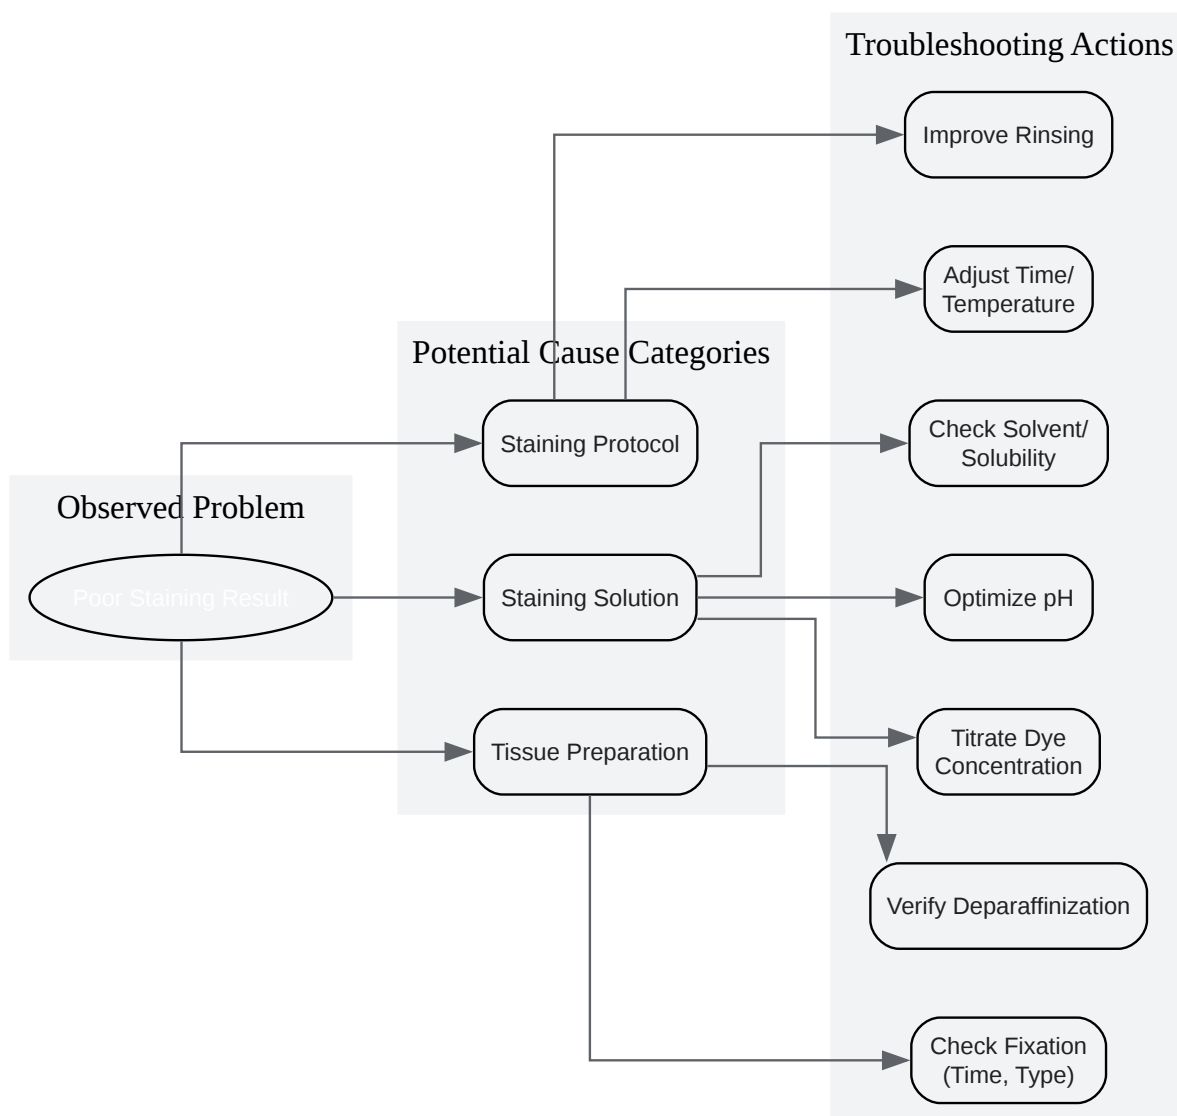 Troubleshooting Actions
Improve Rinsing
Adjust Time/
Temperature
Potential Cause Categories
Staining Protocol
Check Solvent/
Solubility
Observed Problem
Poor Staining Result
Staining Solution
Optimize pH
Tissue Preparation
Titrate Dye
Concentration
Verify Deparaffinization
Check Fixation
(Time, Type)